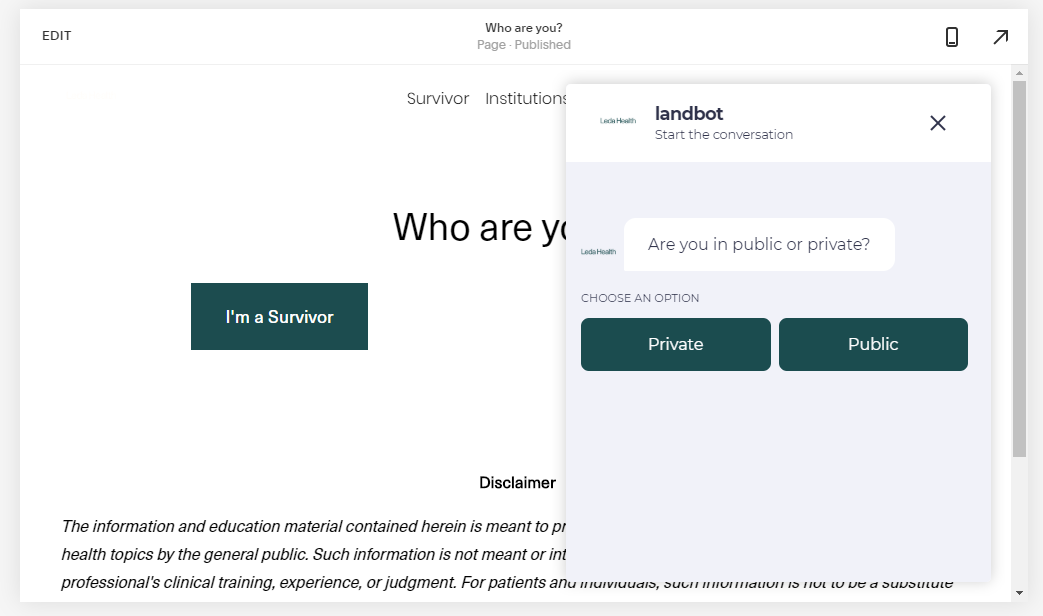 EDIT
Who are you?
Page · Published
Survivor Institutions
landbot
Start the conversation
Leda Health
Who are yo
Are you in public or private?
Leda Health
CHOOSE AN OPTION
Private Public
I'm a Survivor
Disclaimer
The information and education material contained herein is meant to pr
health topics by the general public. Such information is not meant or int
professional's clinical training, experience, or judgment. For patients and individuals, such information is not to be a substitute